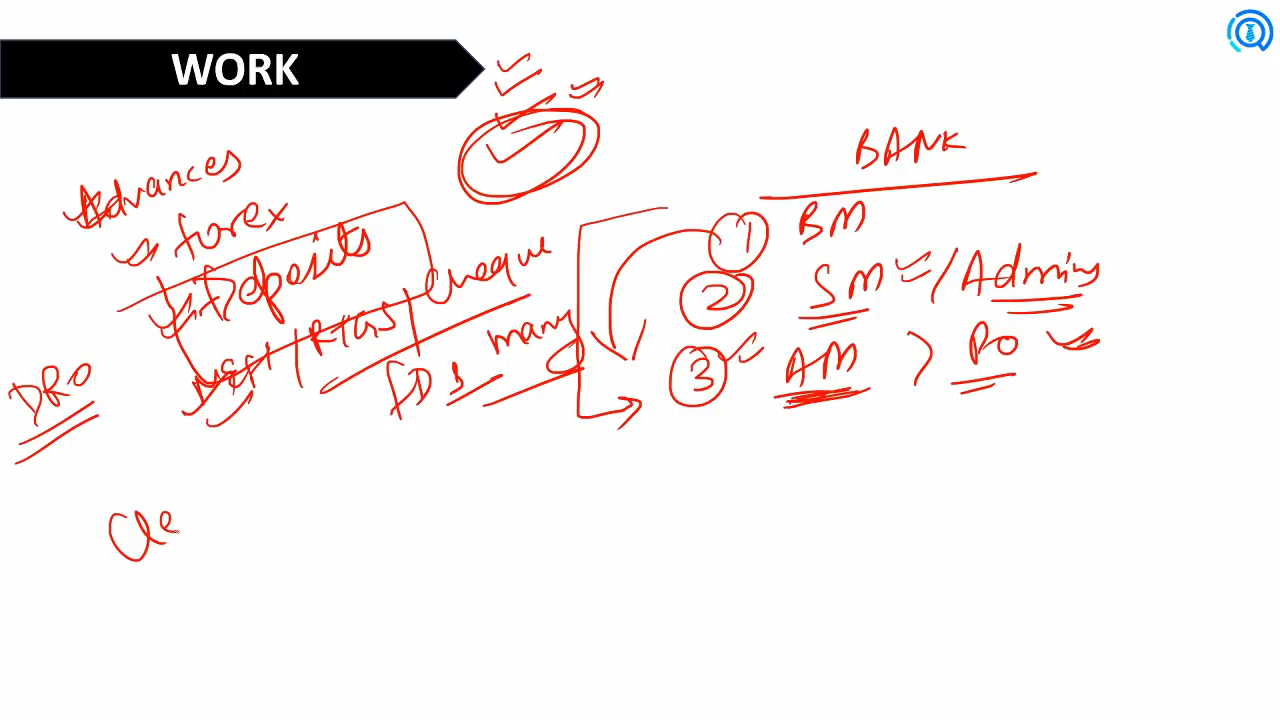 WORK
BANK
Advances
Forex
Deposits
NEFT / RTGS / Cheque
FDs many
DRO
Cle
1 BM
2 SM / Admin
3 AM > PO